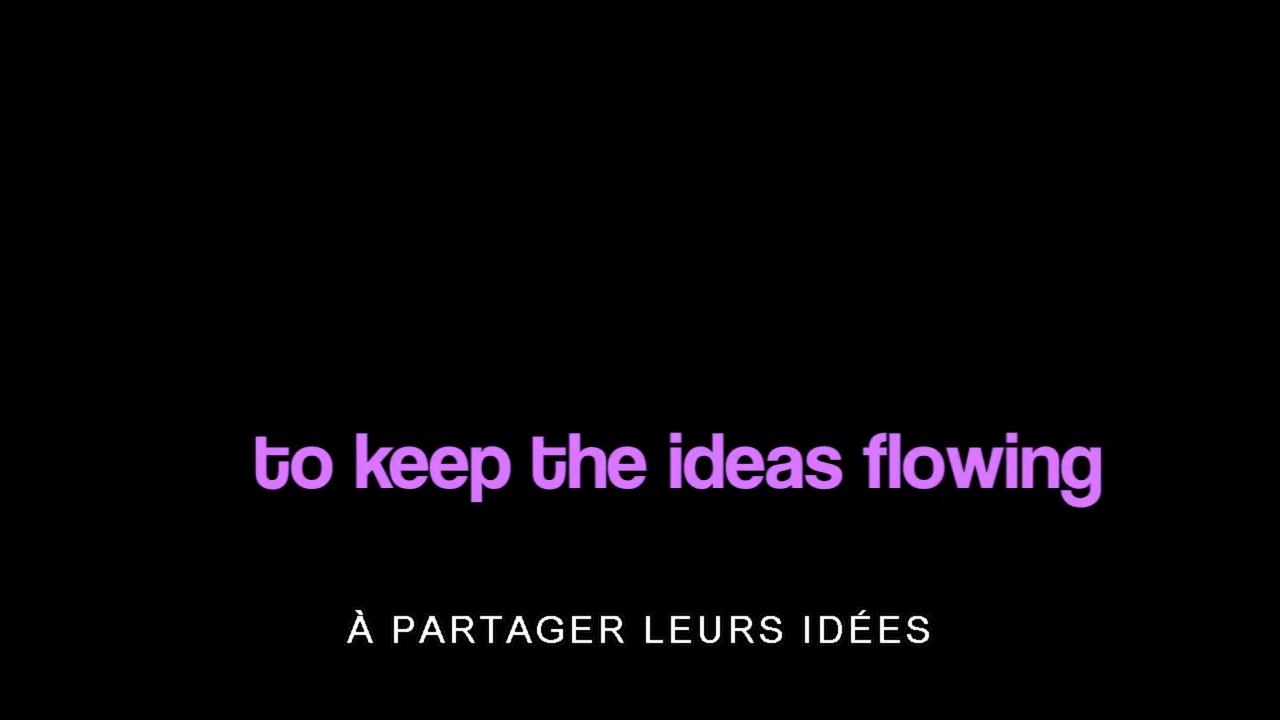 to keep the ideas flowing
À PARTAGER LEURS IDÉES